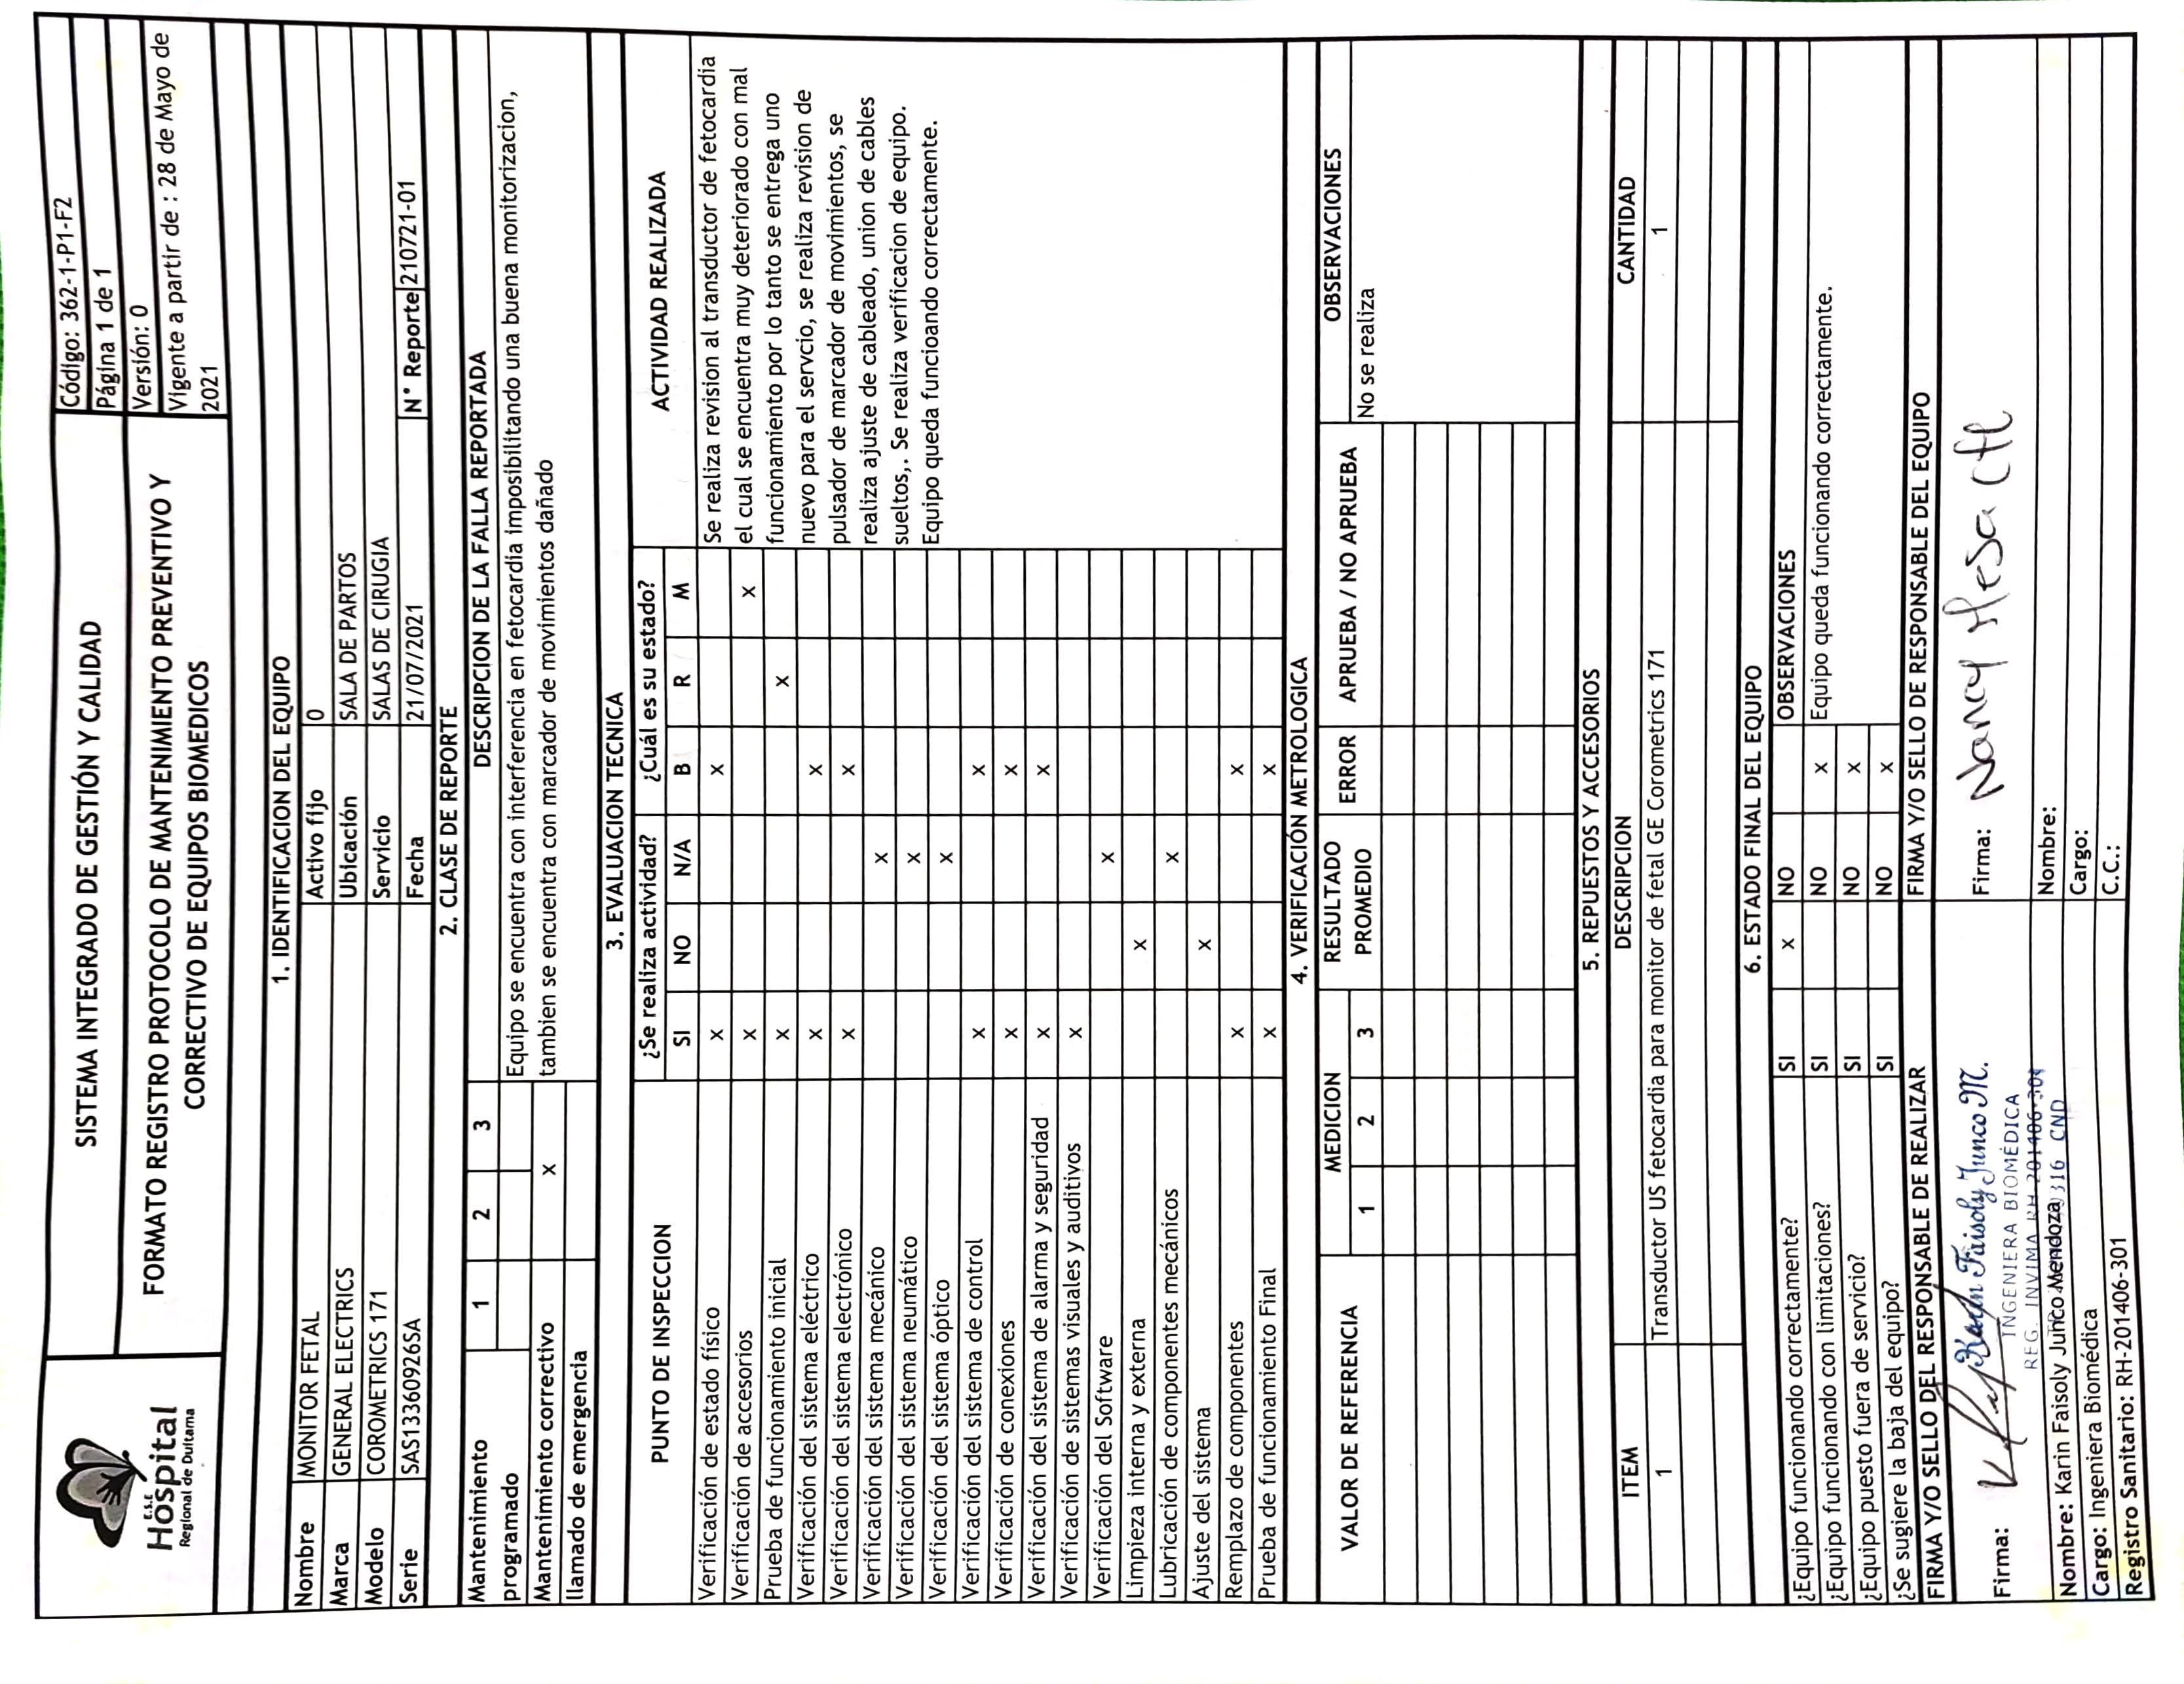 E.S.E
Hospital
Regional de Duitama
SISTEMA INTEGRADO DE GESTIÓN Y CALIDAD
FORMATO REGISTRO PROTOCOLO DE MANTENIMIENTO PREVENTIVO Y
CORRECTIVO DE EQUIPOS BIOMEDICOS
Código: 362-1-P1-F2
Página 1 de 1
Versión: 0
Vigente a partir de : 28 de Mayo de
2021
1. IDENTIFICACION DEL EQUIPO
Nombre MONITOR FETAL Activo fijo 0
Marca GENERAL ELECTRICS Ubicación SALA DE PARTOS
Modelo COROMETRICS 171 Servicio SALAS DE CIRUGIA
Serie SAS13360926SA Fecha 21/07/2021 N° Reporte 210721-01
2. CLASE DE REPORTE
Mantenimiento programado 1 2 3 DESCRIPCION DE LA FALLA REPORTADA
Equipo se encuentra con interferencia en fetocardia imposibilitando una buena monitorizacion,
Mantenimiento correctivo x tambien se encuentra con marcador de movimientos dañado
llamado de emergencia
3. EVALUACION TECNICA
PUNTO DE INSPECCION ¿Se realiza actividad? ¿Cuál es su estado? ACTIVIDAD REALIZADA
SI NO N/A B R M
Verificación de estado físico x x Se realiza revision al transductor de fetocardia
Verificación de accesorios x x el cual se encuentra muy deteriorado con mal
Prueba de funcionamiento inicial x x funcionamiento por lo tanto se entrega uno
Verificación del sistema eléctrico x x nuevo para el servcio, se realiza revision de
Verificación del sistema electrónico x x pulsador de marcador de movimientos, se
Verificación del sistema mecánico x realiza ajuste de cableado, union de cables
Verificación del sistema neumático x sueltos,. Se realiza verificacion de equipo.
Verificación del sistema óptico x Equipo queda funcioando correctamente.
Verificación del sistema de control x x
Verificación de conexiones x x
Verificación del sistema de alarma y seguridad x x
Verificación de sistemas visuales y auditivos x
Verificación del Software x
Limpieza interna y externa x
Lubricación de componentes mecánicos x
Ajuste del sistema x
Remplazo de componentes x x
Prueba de funcionamiento Final x x
4. VERIFICACIÓN METROLOGICA
VALOR DE REFERENCIA MEDICION RESULTADO PROMEDIO ERROR APRUEBA / NO APRUEBA OBSERVACIONES
1 2 3 No se realiza
5. REPUESTOS Y ACCESORIOS
ITEM DESCRIPCION CANTIDAD
1 Transductor US fetocardia para monitor de fetal GE Corometrics 171 1
6. ESTADO FINAL DEL EQUIPO
¿Equipo funcionando correctamente? SI x NO OBSERVACIONES
¿Equipo funcionando con limitaciones? SI NO x Equipo queda funcionando correctamente.
¿Equipo puesto fuera de servicio? SI NO x
¿Se sugiere la baja del equipo? SI NO x
FIRMA Y/O SELLO DEL RESPONSABLE DE REALIZAR FIRMA Y/O SELLO DE RESPONSABLE DEL EQUIPO
Karin Faisoly Junco M.
INGENIERA BIOMÉDICA
REG. INVIMA RH-201406-301
316 CND
Firma: Firma: Nancy Mesa
Nombre: Karin Faisoly Junco Mendoza Nombre:
Cargo: Ingeniera Biomédica Cargo:
Registro Sanitario: RH-201406-301 C.C.: